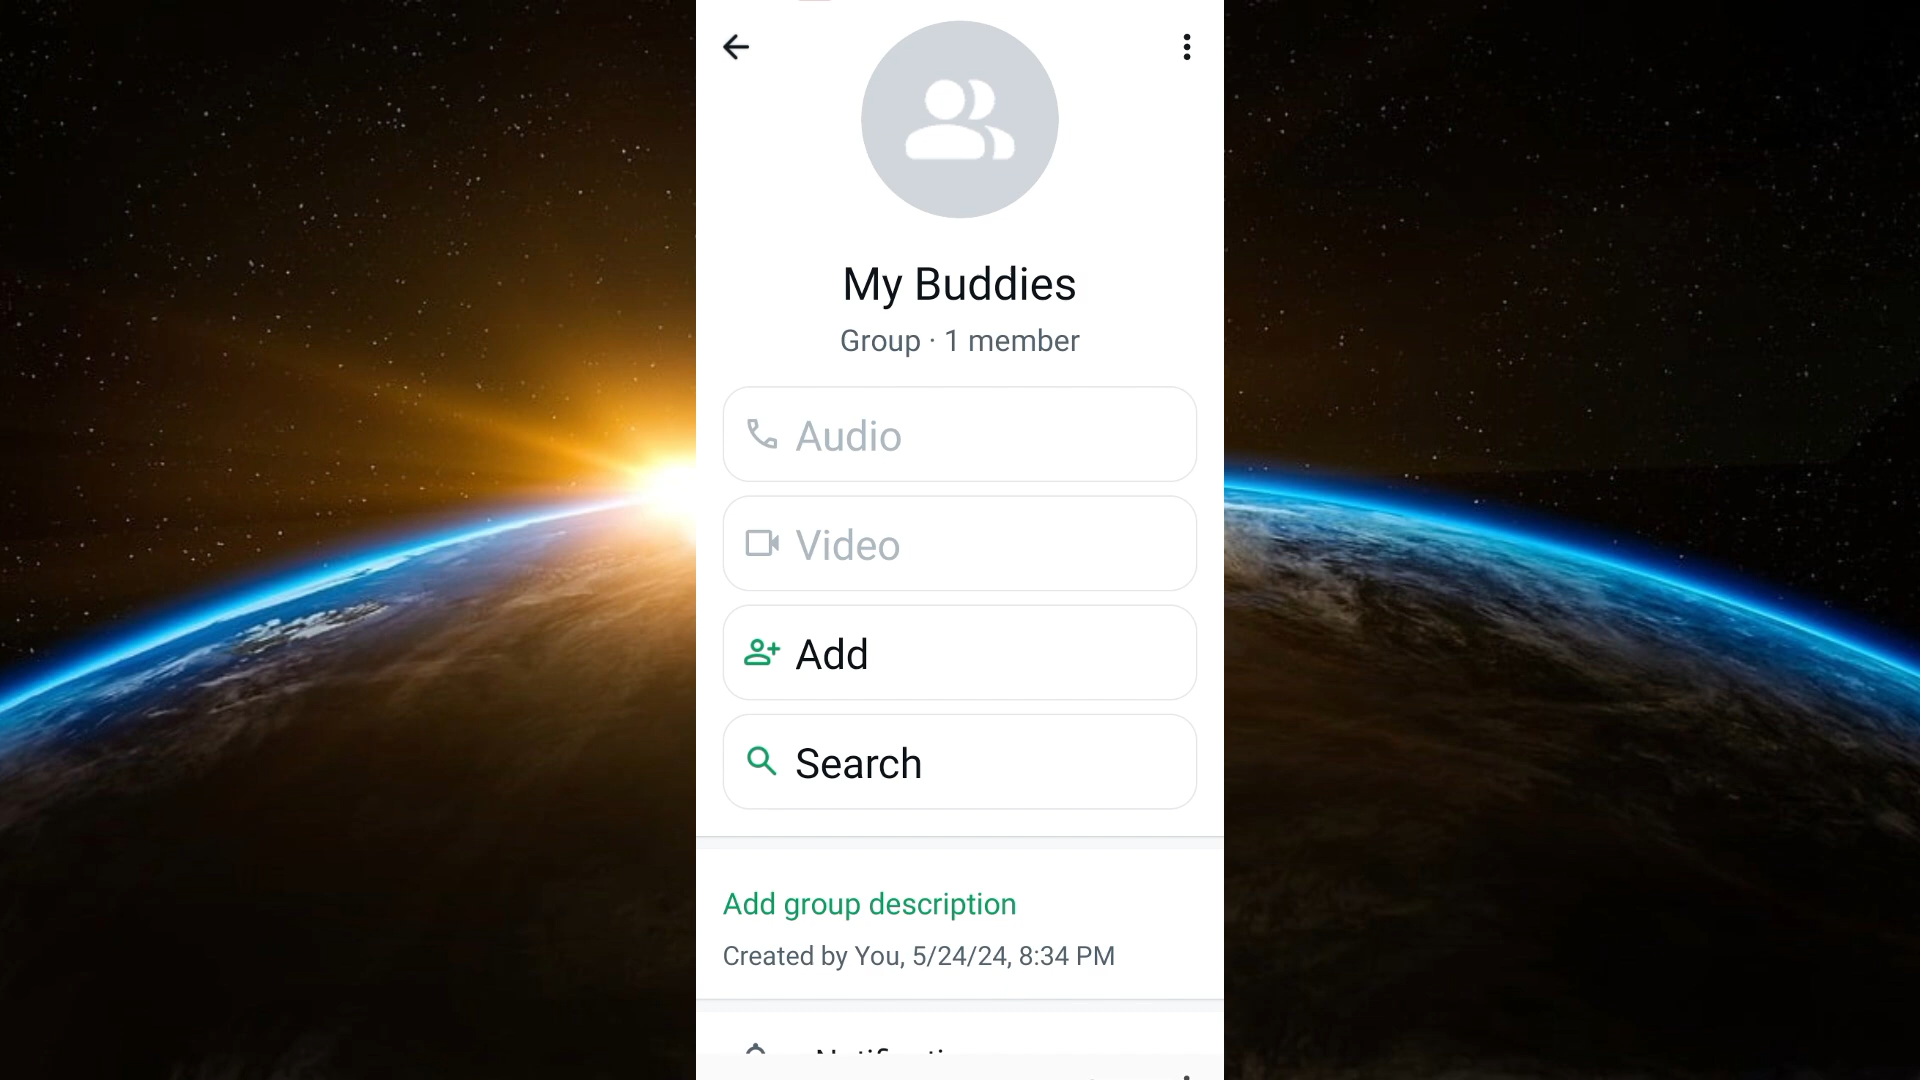 My Buddies
Group · 1 member
Audio
Video
Add
Search
Add group description
Created by You, 5/24/24, 8:34 PM